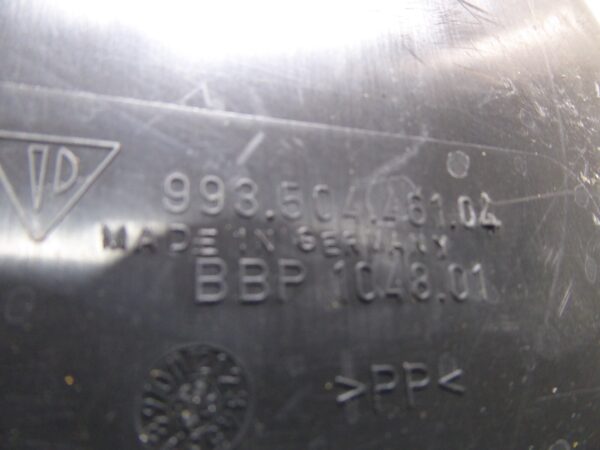 993.504.461.04
MADE IN GERMANY
BBP 1048.01
>PP<